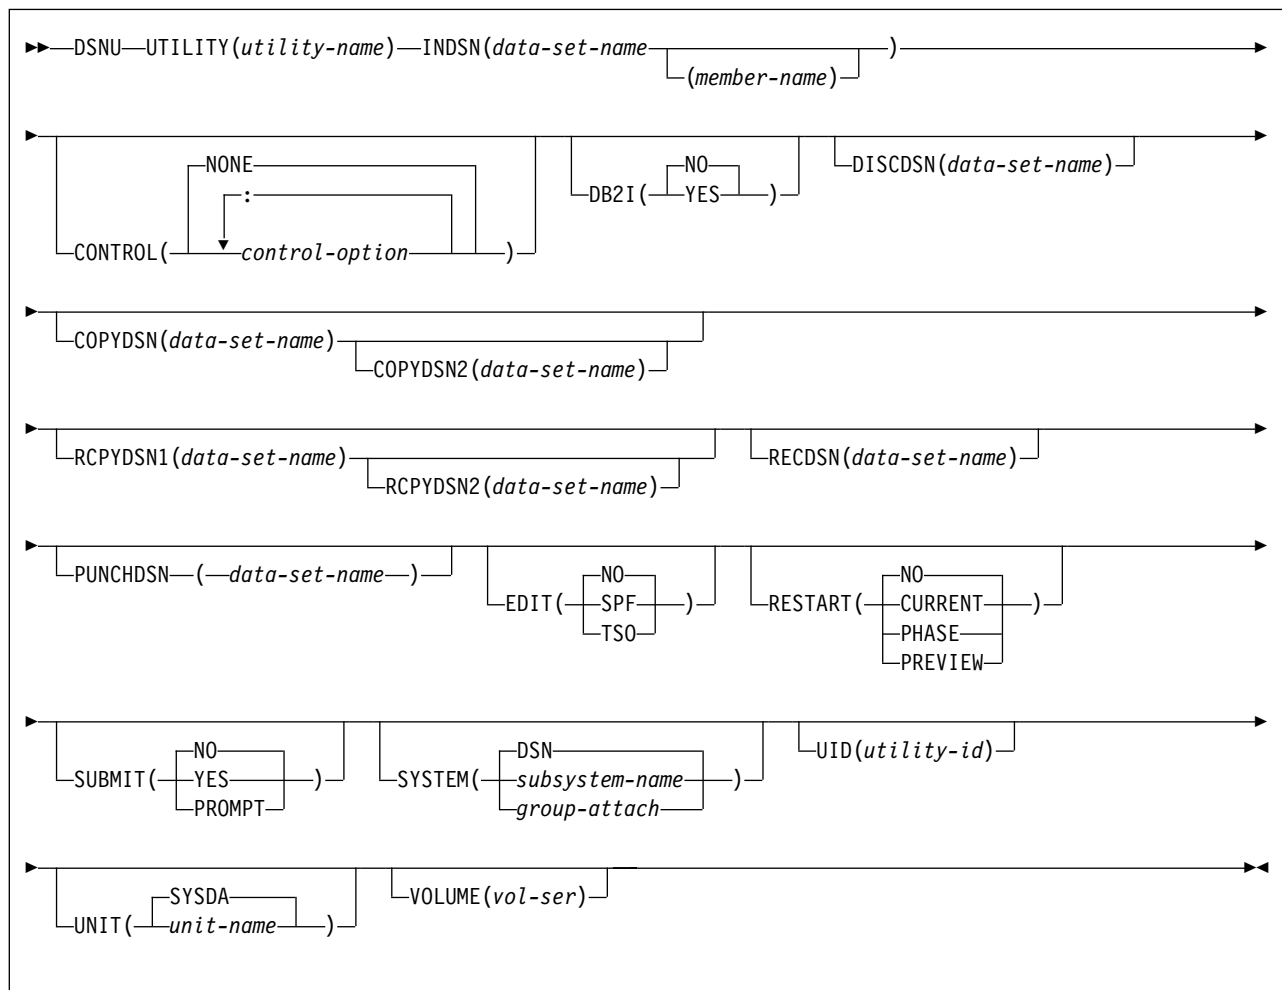 DSNU UTILITY(utility-name) INDSN(data-set-name )
(member-name)
NONE NO DISCDSN(data-set-name)
: DB2I( YES )
CONTROL( control-option )
COPYDSN(data-set-name)
COPYDSN2(data-set-name)
RCPYDSN1(data-set-name) RECDSN(data-set-name)
RCPYDSN2(data-set-name)
PUNCHDSN ( data-set-name ) NO NO
EDIT( SPF ) RESTART( CURRENT )
TSO PHASE
PREVIEW
NO DSN UID(utility-id)
SUBMIT( YES ) SYSTEM( subsystem-name )
PROMPT group-attach
SYSDA VOLUME(vol-ser)
UNIT( unit-name )